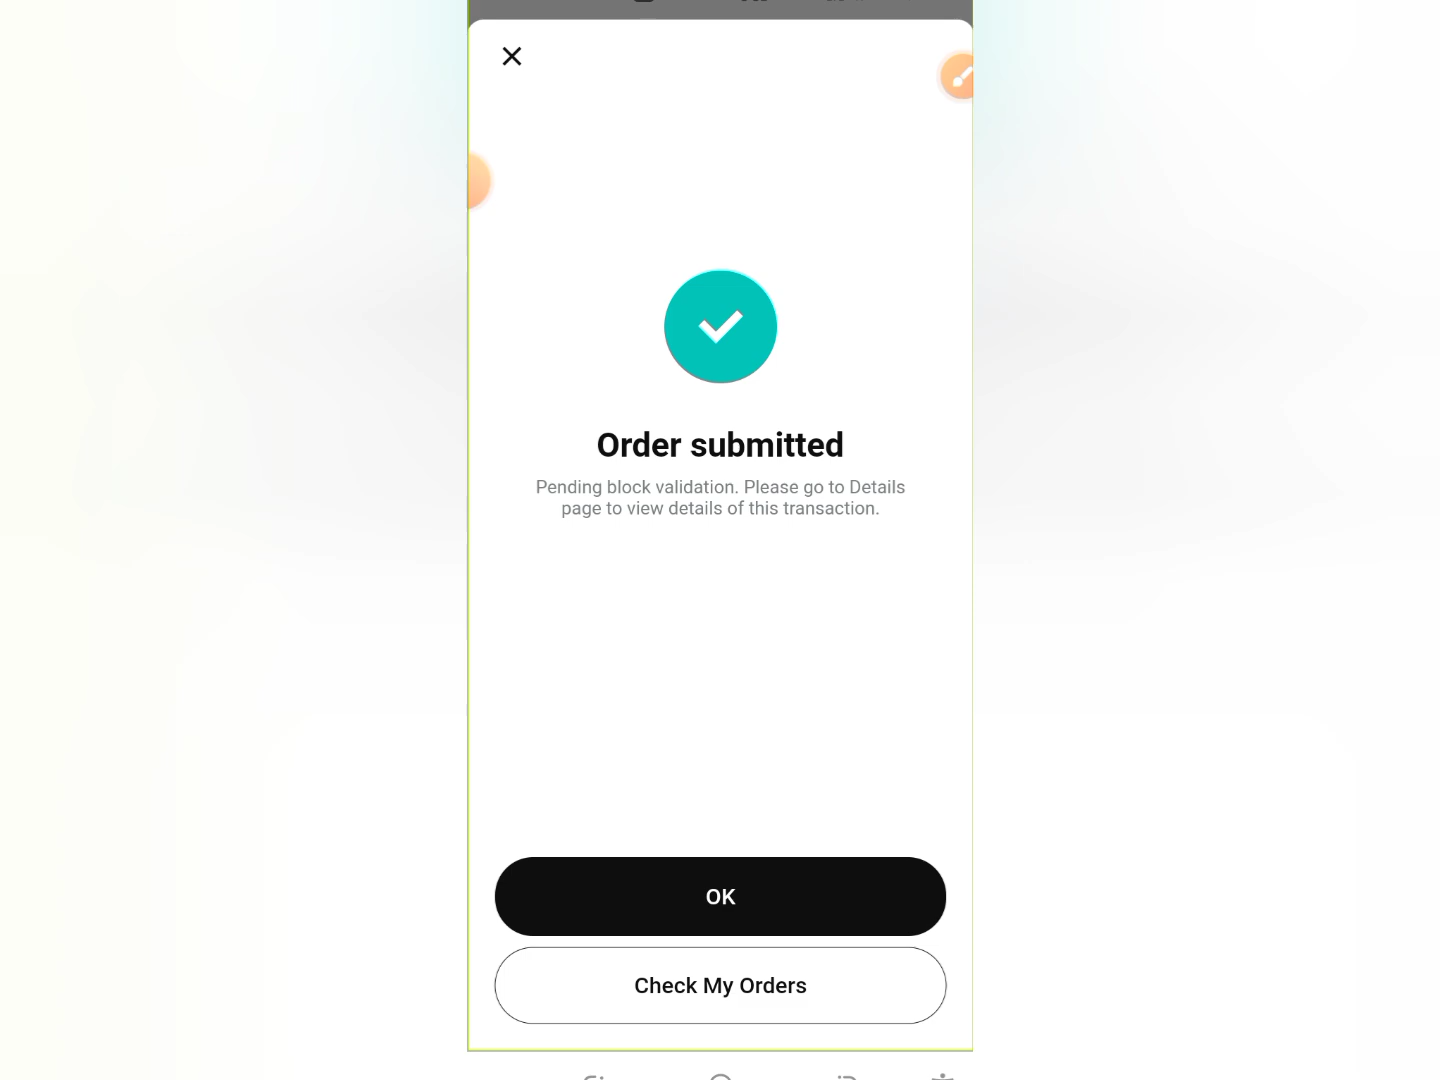 Order submitted
Pending block validation. Please go to Details
page to view details of this transaction.
OK
Check My Orders